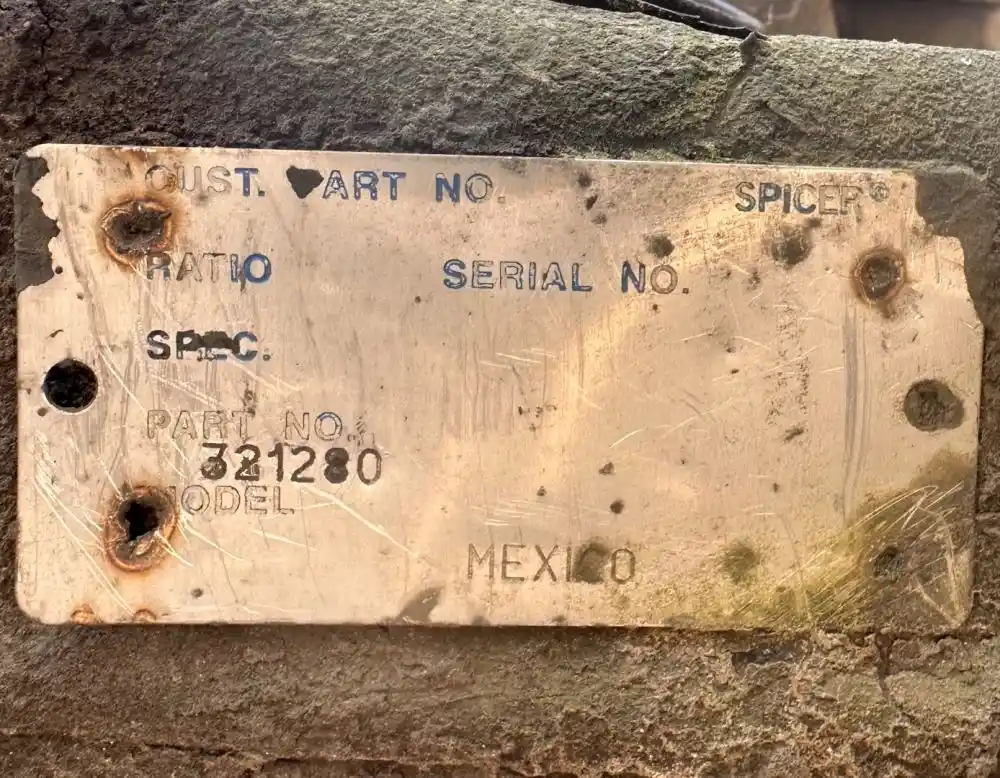 CUST. PART NO. SPICER®
RATIO SERIAL NO.
SPEC.
PART NO.
321280
MODEL
MEXICO